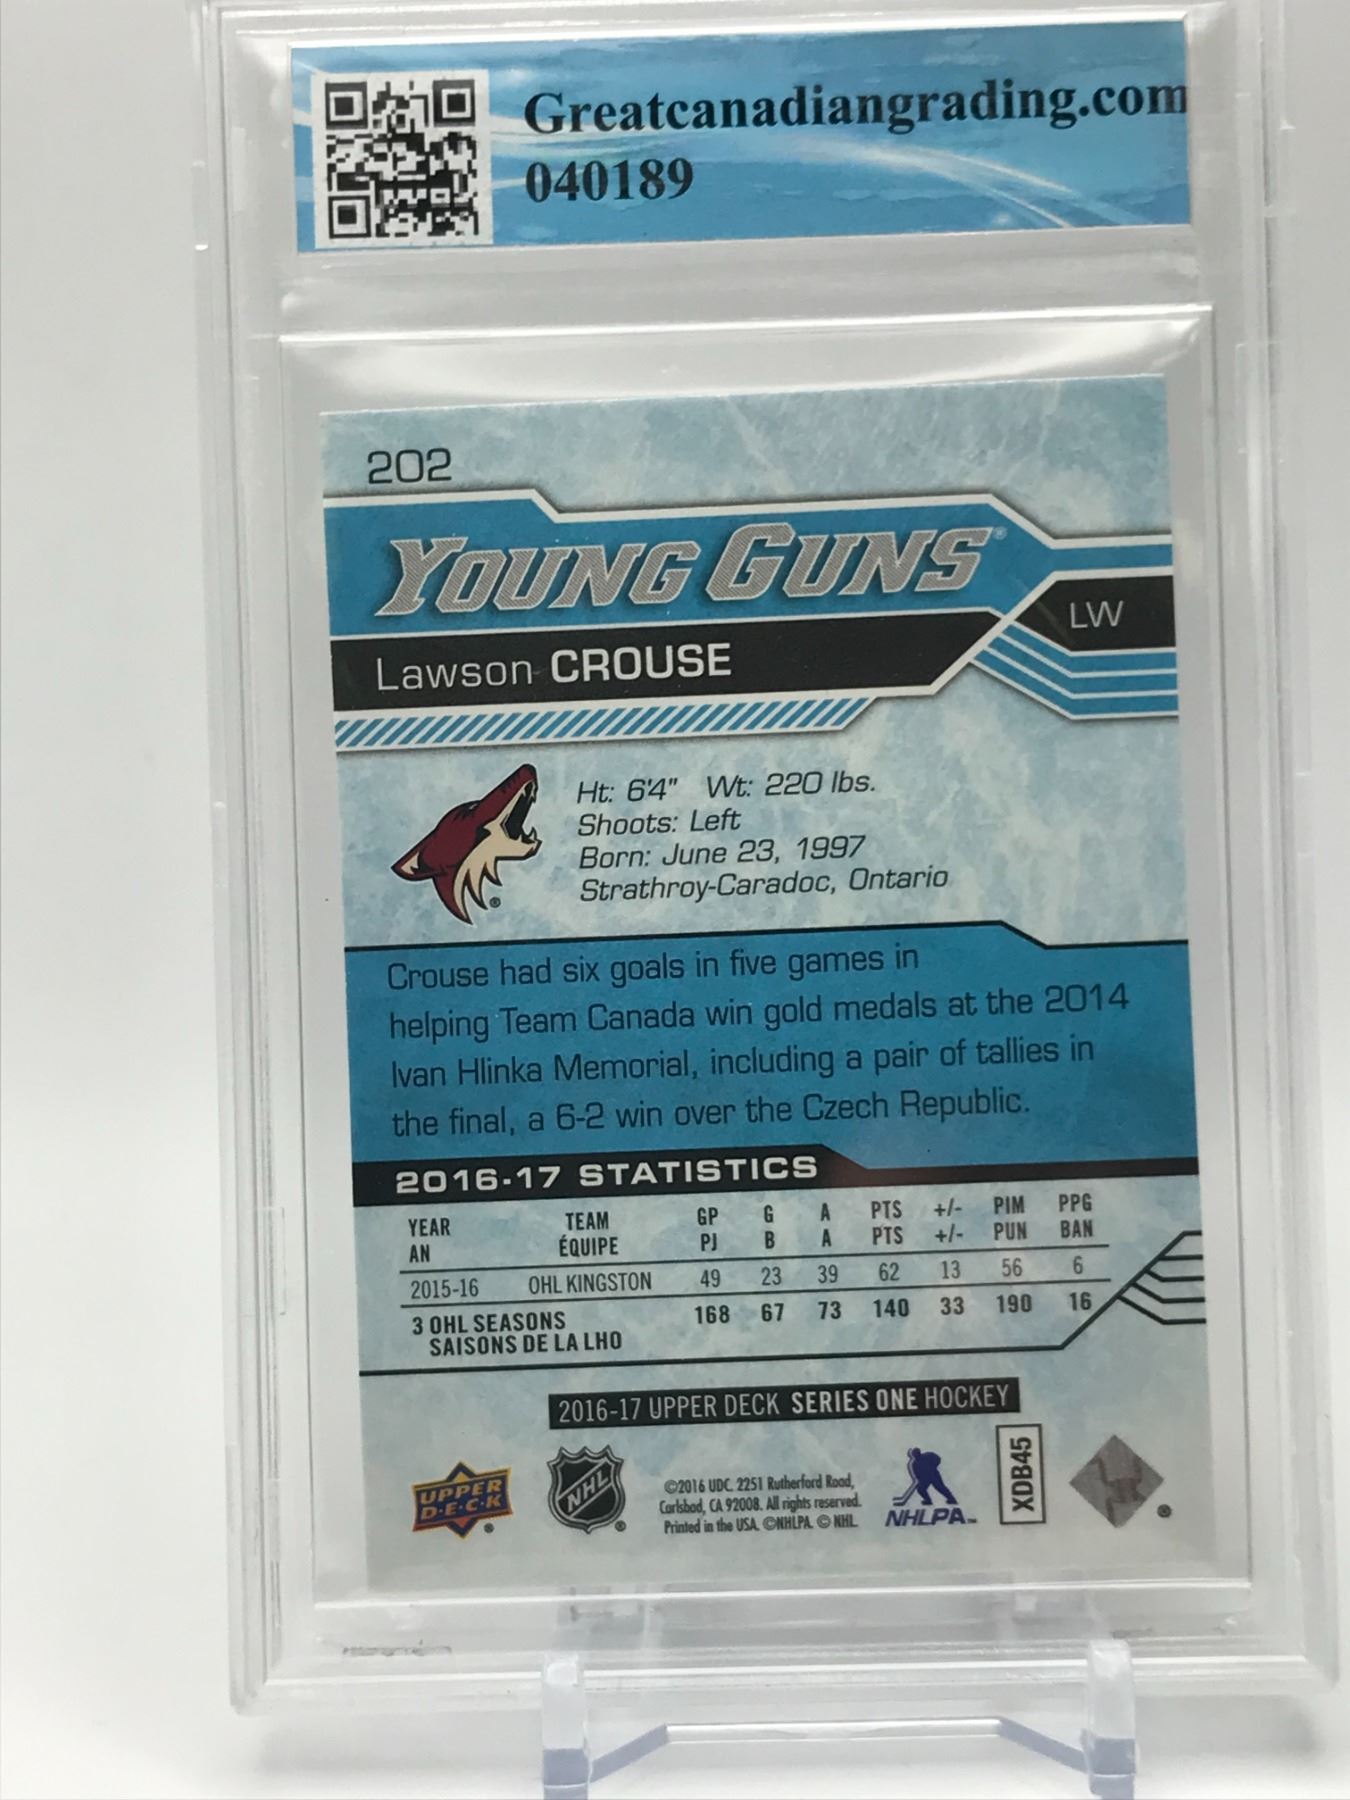 Greatcanadiangrading.com
040189
202
YOUNG GUNS®
LW
Lawson CROUSE
Ht: 6'4" Wt: 220 lbs.
Shoots: Left
Born: June 23, 1997
Strathroy-Caradoc, Ontario
®
Crouse had six goals in five games in
helping Team Canada win gold medals at the 2014
Ivan Hlinka Memorial, including a pair of tallies in
the final, a 6-2 win over the Czech Republic.
2016-17 STATISTICS
YEAR TEAM GP G A PTS +/- PIM PPG
AN ÉQUIPE PJ B A PTS +/- PUN BAN
2015-16 OHL KINGSTON 49 23 39 62 13 56 6
3 OHL SEASONS 168 67 73 140 33 190 16
SAISONS DE LA LHO
2016-17 UPPER DECK SERIES ONE HOCKEY
UPPER
D•E•C•K
®
NHL
®
©2016 UDC. 2251 Rutherford Road,
Carlsbad, CA 92008. All rights reserved.
Printed in the USA. ©NHLPA. © NHL.
NHLPA™
XDB45
®